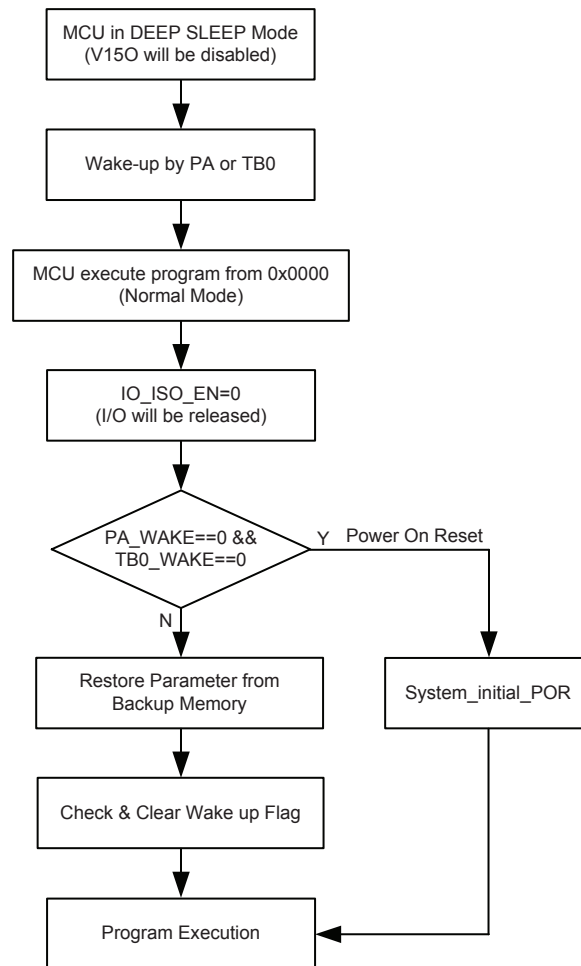 MCU in DEEP SLEEP Mode
(V15O will be disabled)
Wake-up by PA or TB0
MCU execute program from 0x0000
(Normal Mode)
IO_ISO_EN=0
(I/O will be released)
PA_WAKE==0 &&
TB0_WAKE==0
Y Power On Reset
N
Restore Parameter from
Backup Memory
System_initial_POR
Check & Clear Wake up Flag
Program Execution